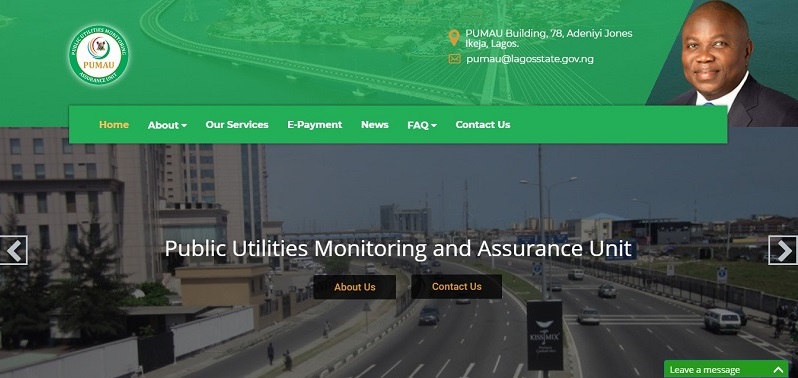 PUBLIC UTILITIES MONITORING
PUMAU
ASSURANCE UNIT
PUMAU Building, 78, Adeniyi Jones
Ikeja, Lagos.
pumau@lagosstate.gov.ng
Home
About
Our Services
E-Payment
News
FAQ
Contact Us
Public Utilities Monitoring and Assurance Unit
About Us
Contact Us
Leave a message